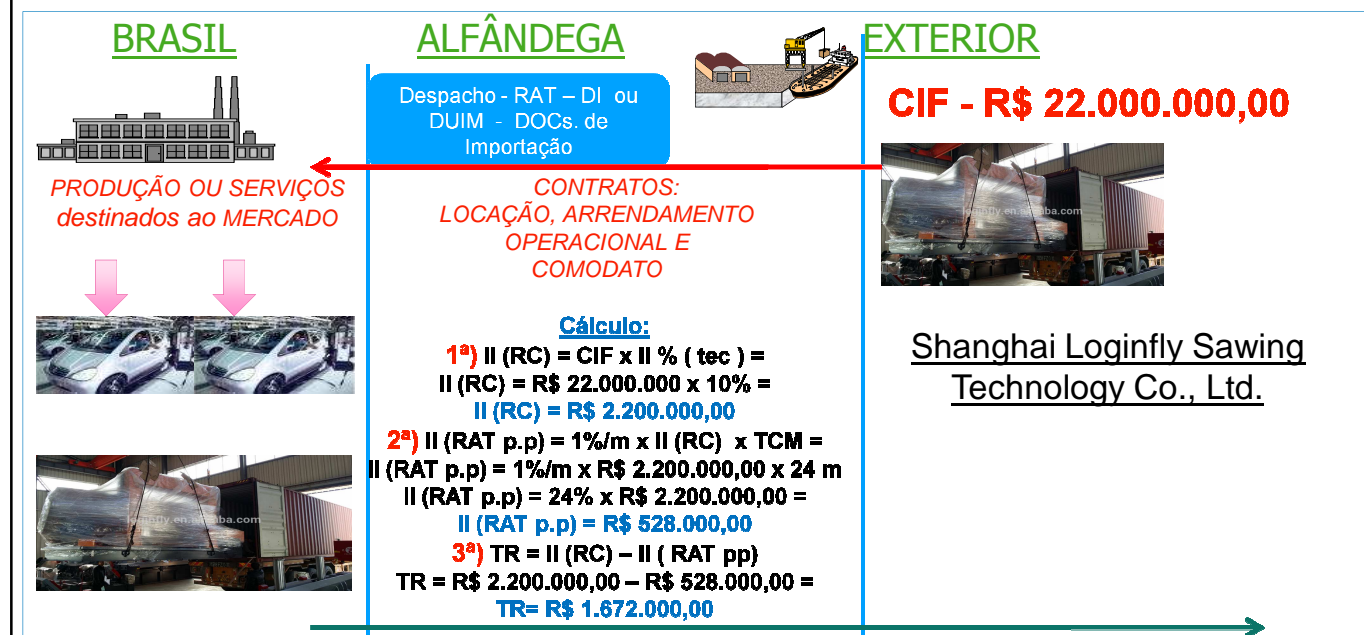 BRASIL
ALFÂNDEGA
EXTERIOR
Despacho - RAT – DI ou
DUIM - DOCs. de
Importação
CIF - R$ 22.000.000,00
PRODUÇÃO OU SERVIÇOS
destinados ao MERCADO
CONTRATOS:
LOCAÇÃO, ARRENDAMENTO
OPERACIONAL E
COMODATO
Cálculo:
1ª) II (RC) = CIF x II % ( tec ) =
II (RC) = R$ 22.000.000 x 10% =
II (RC) = R$ 2.200.000,00
2ª) II (RAT p.p) = 1%/m x II (RC) x TCM =
II (RAT p.p) = 1%/m x R$ 2.200.000,00 x 24 m
II (RAT p.p) = 24% x R$ 2.200.000,00 =
II (RAT p.p) = R$ 528.000,00
3ª) TR = II (RC) – II ( RAT pp)
TR = R$ 2.200.000,00 – R$ 528.000,00 =
TR= R$ 1.672.000,00
Shanghai Loginfly Sawing
Technology Co., Ltd.